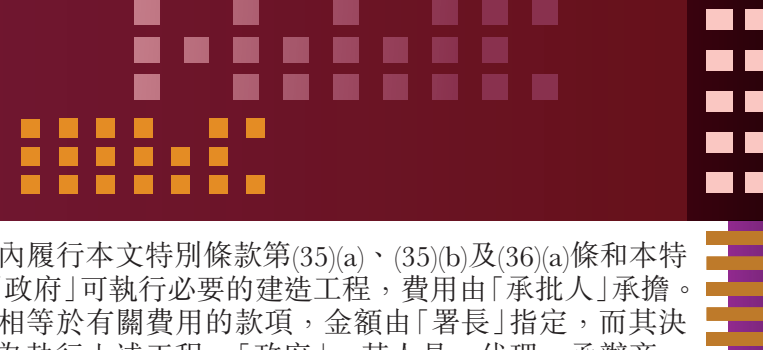 內履行本文特別條款第(35)(a)、(35)(b)及(36)(a)條和本特
政府」可執行必要的建造工程，費用由「承批人」承擔。
相等於有關費用的款項，金額由「署長」指定，而其決